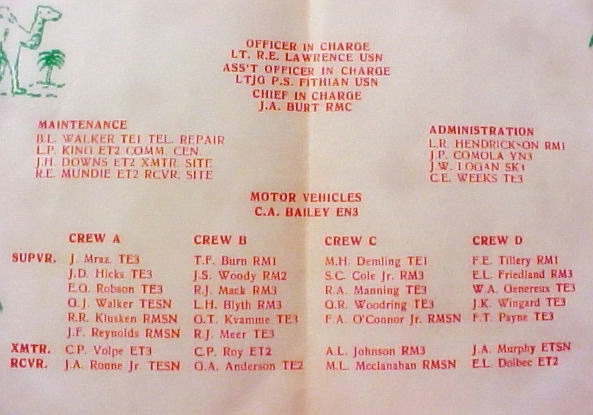 OFFICER IN CHARGE
LT. R.E. LAWRENCE USN
ASS'T OFFICER IN CHARGE
LTJG P.S. FITHIAN USN
CHIEF IN CHARGE
J.A. BURT RMC
MAINTENANCE
B.L. WALKER TE1 TEL. REPAIR
L.P. KING ET2 COMM. CEN.
J.H. DOWNS ET2 XMTR. SITE
R.E. MUNDIE ET2 RCVR. SITE
ADMINISTRATION
L.R. HENDRICKSON RM1
J.P. COMOLA YN3
J.W. LOGAN SK1
C.E. WEEKS TE3
MOTOR VEHICLES
C.A. BAILEY EN3
CREW A CREW B CREW C CREW D
SUPVR. J. Mraz TE3 T.F. Burn RM1 M.H. Demling TE1 F.E. Tillery RM1
J.D. Hicks TE3 J.S. Woody RM2 S.C. Cole Jr. RM3 E.L. Friedland RM3
E.O. Robson TE3 R.J. Mack RM3 R.A. Manning TE3 W.A. Genereux TE3
O.J. Walker TESN L.H. Blyth RM3 O.R. Woodring TE3 J.K. Wingard TE3
R.R. Klusken RMSN O.T. Kvamme TE3 F.A. O'Connor Jr. RMSN F.T. Payne TE3
J.F. Reynolds RMSN R.J. Meer TE3
XMTR. C.P. Volpe ET3 C.P. Roy ET2 A.L. Johnson RM3 J.A. Murphy ETSN
RCVR. J.A. Ronne Jr. TESN O.A. Anderson TE2 M.L. Mcclanahan RMSN E.L. Dolbec ET2